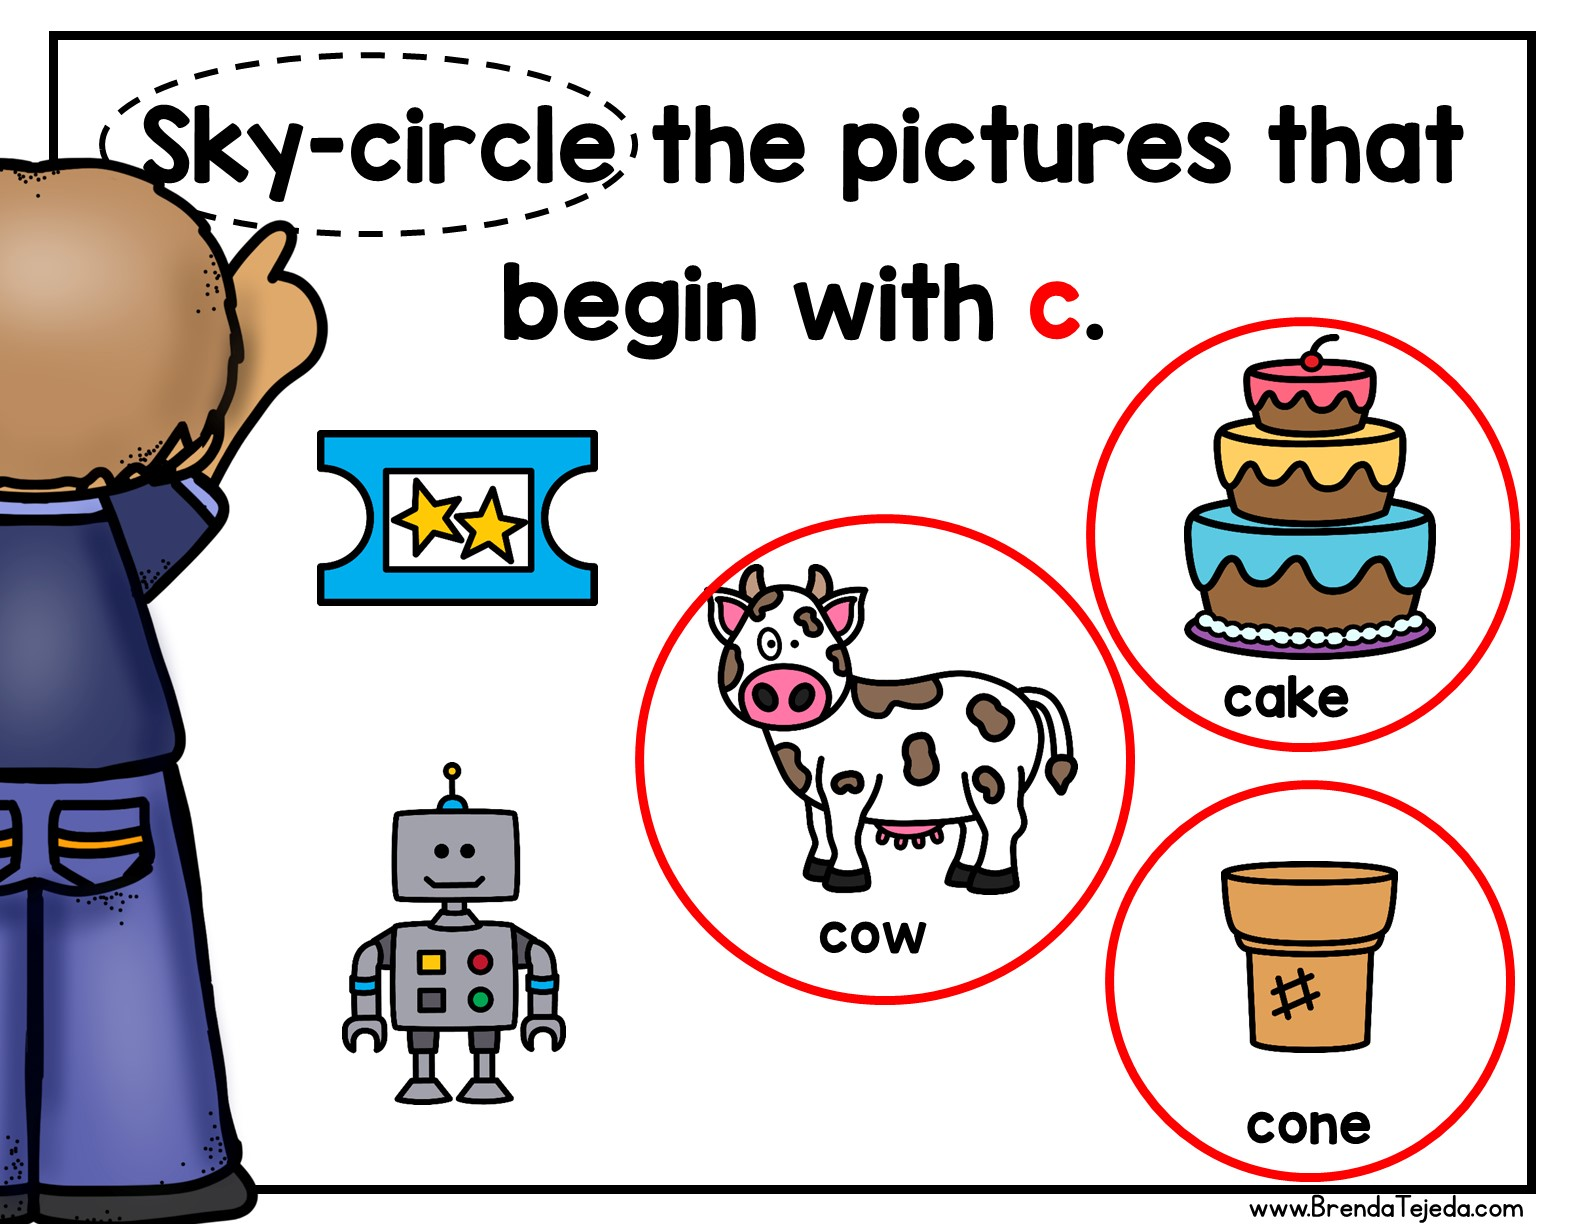 Sky-circle the pictures that
begin with c.
cake
cow
cone
www.BrendaTejeda.com